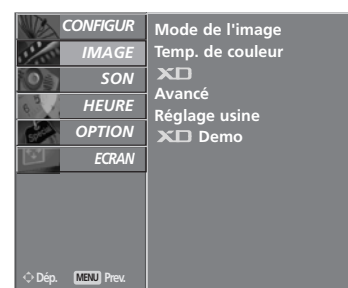 CONFIGUR
IMAGE
SON
HEURE
OPTION
ECRAN
Mode de l'image
Temp. de couleur
XD
Avancé
Réglage usine
XD Demo
Dép. MENU Prev.